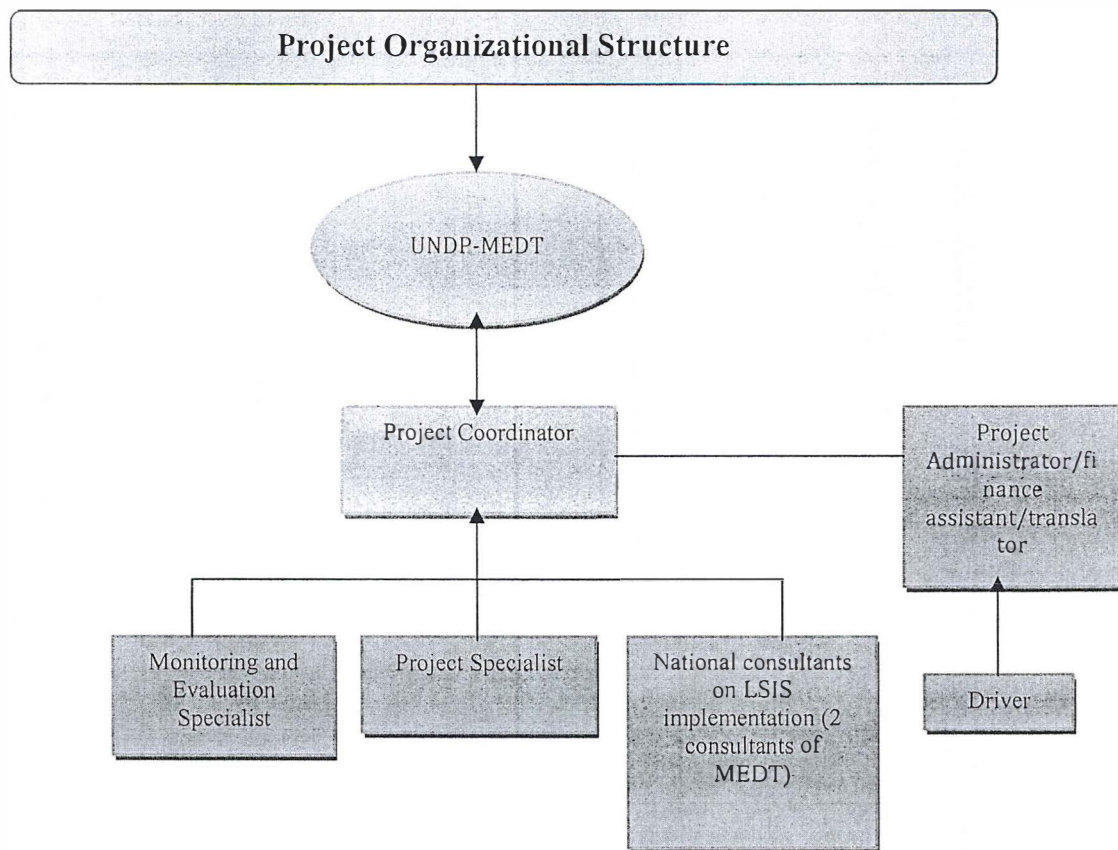 Project Organizational Structure
UNDP-MEDT
Project Coordinator
Project
Administrator/fi
nance
assistant/transla
tor
Monitoring and
Evaluation
Specialist
Project Specialist
National consultants
on LSIS
implementation (2
consultants of
MEDT)
Driver